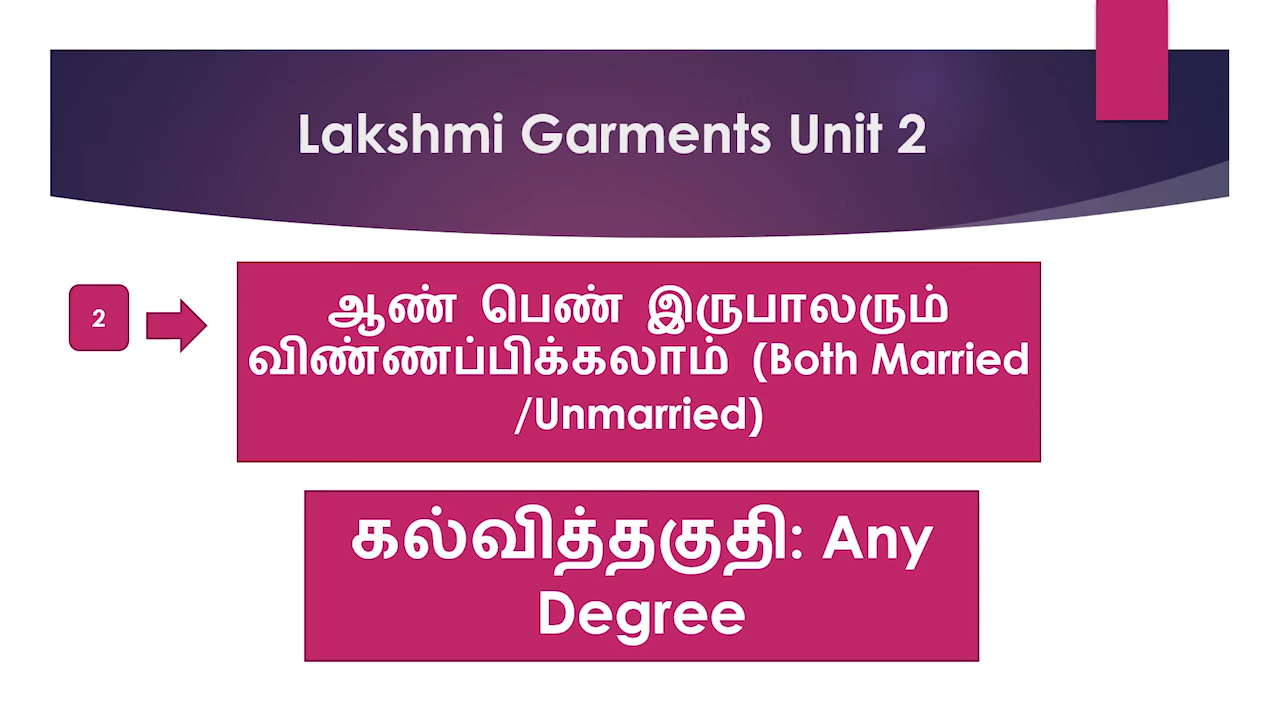 Lakshmi Garments Unit 2
2
ஆண் பெண் இருபாலரும்
விண்ணப்பிக்கலாம் (Both Married
/Unmarried)
கல்வித்தகுதி: Any
Degree